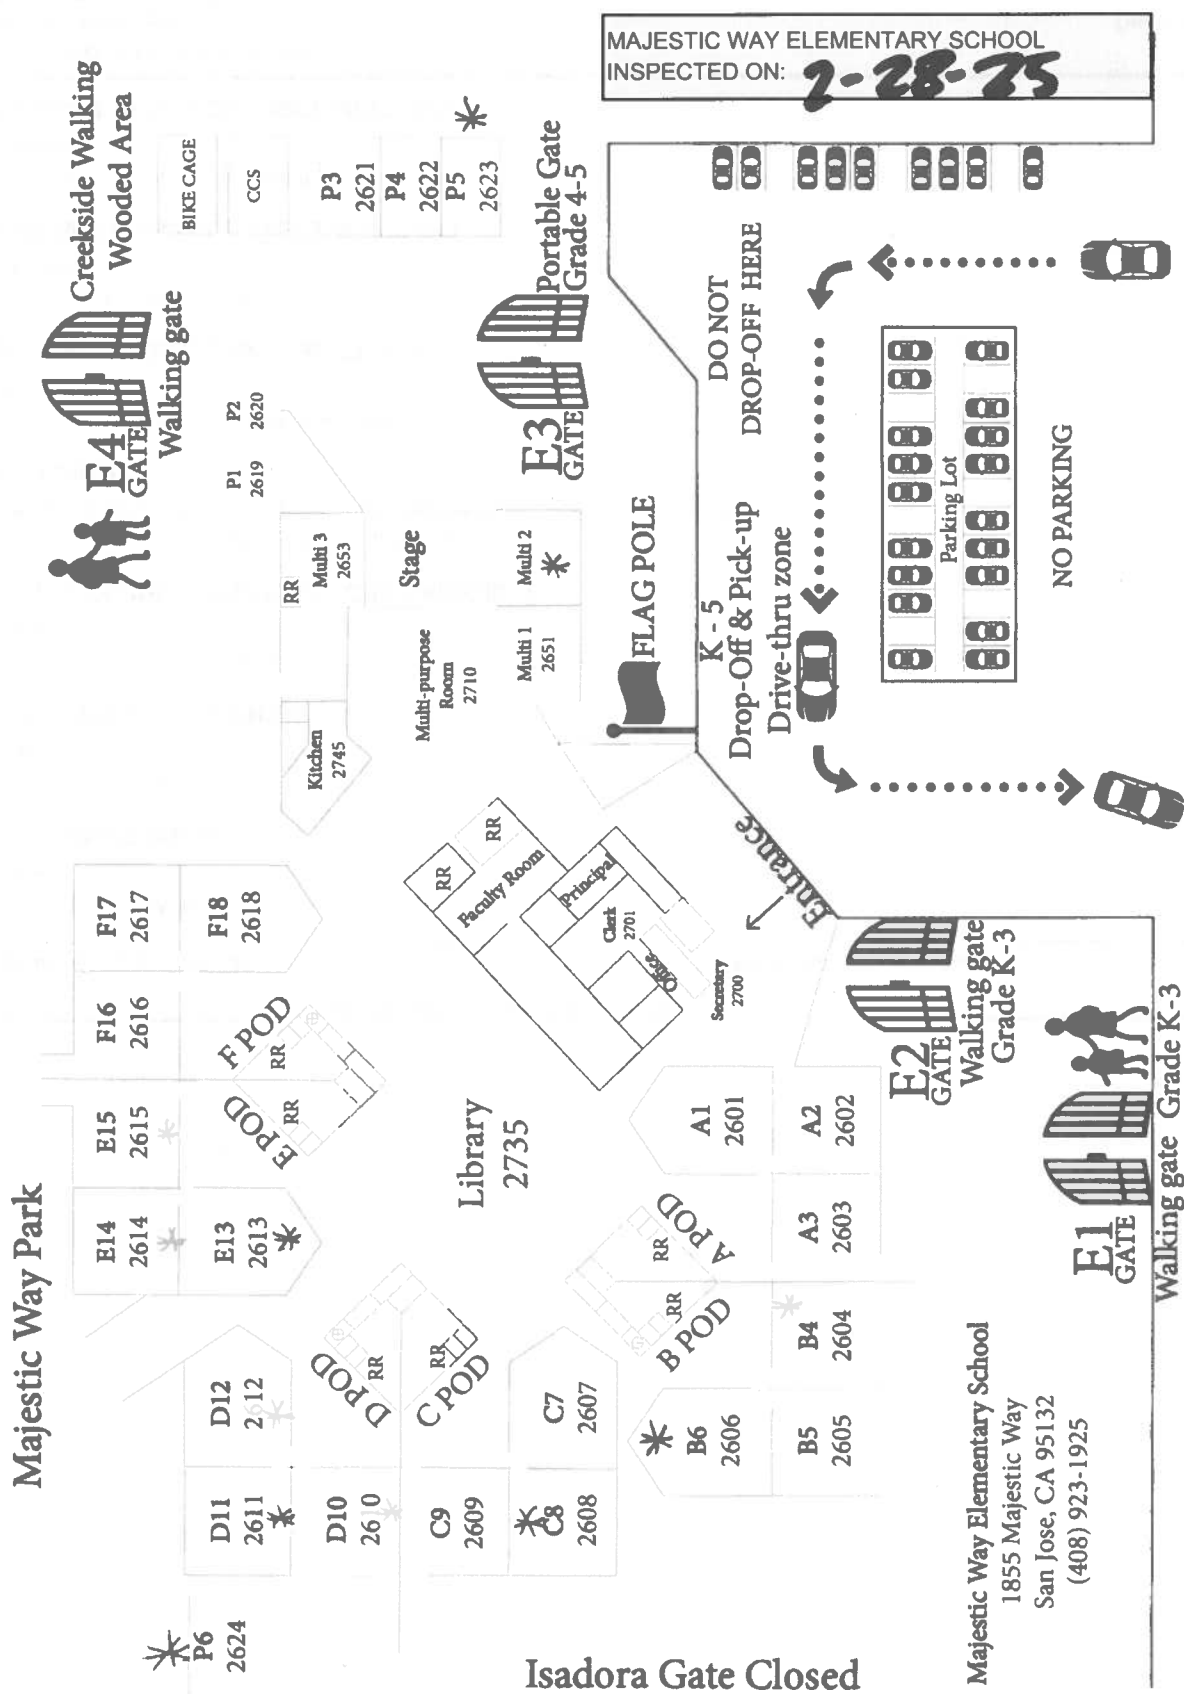 MAJESTIC WAY ELEMENTARY SCHOOL
INSPECTED ON: 2-28-25
Majestic Way Park
Creekside Walking
Wooded Area
E4
GATE
Walking gate
BIKE CAGE
CCS
P3
2621
P4
2622
P5
2623
P1
2619
P2
2620
Portable Gate
Grade 4-5
E3
GATE
RR
Multi 3
2653
Stage
Multi 2
Multi 1
2651
Multi-purpose
Room
2710
Kitchen
2745
FLAG POLE
DO NOT
DROP-OFF HERE
K - 5
Drop-Off & Pick-up
Drive-thru zone
Parking Lot
NO PARKING
F17
2617
F18
2618
F16
2616
F POD
RR
E15
2615
E POD
RR
E14
2614
E13
2613
RR
RR
Faculty Room
Principal
Clerk
2701
Office
Secretary
2700
Entrance
Library
2735
E2
GATE
Walking gate
Grade K-3
A1
2601
A2
2602
A3
2603
A POD
RR
B POD
RR
B4
2604
B6
2606
B5
2605
E1
GATE
Walking gate Grade K-3
D12
2612
D POD
RR
C POD
RR
C7
2607
D11
2611
D10
2610
C9
2609
C8
2608
P6
2624
Isadora Gate Closed
Majestic Way Elementary School
1855 Majestic Way
San Jose, CA 95132
(408) 923-1925